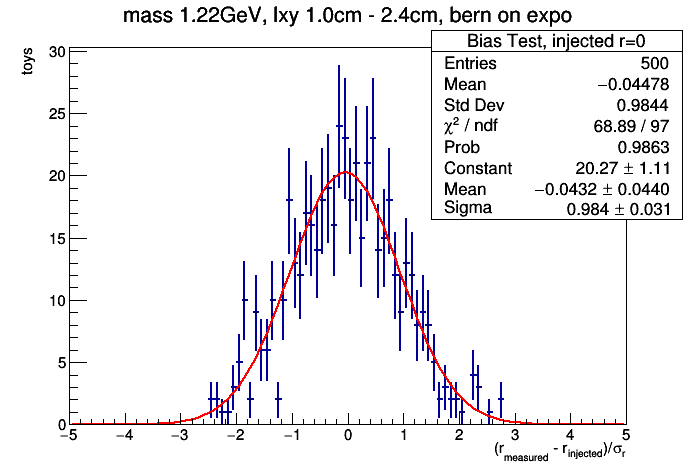 mass 1.22GeV, lxy 1.0cm - 2.4cm, bern on expo
Bias Test, injected r=0
Entries 500
Mean −0.04478
Std Dev 0.9844
χ² / ndf 68.89 / 97
Prob 0.9863
Constant 20.27 ± 1.11
Mean −0.0432 ± 0.0440
Sigma 0.984 ± 0.031
toys
30
25
20
15
10
5
0
−5 −4 −3 −2 −1 0 1 2 3 4 5
(r_measured - r_injected)/σ_r